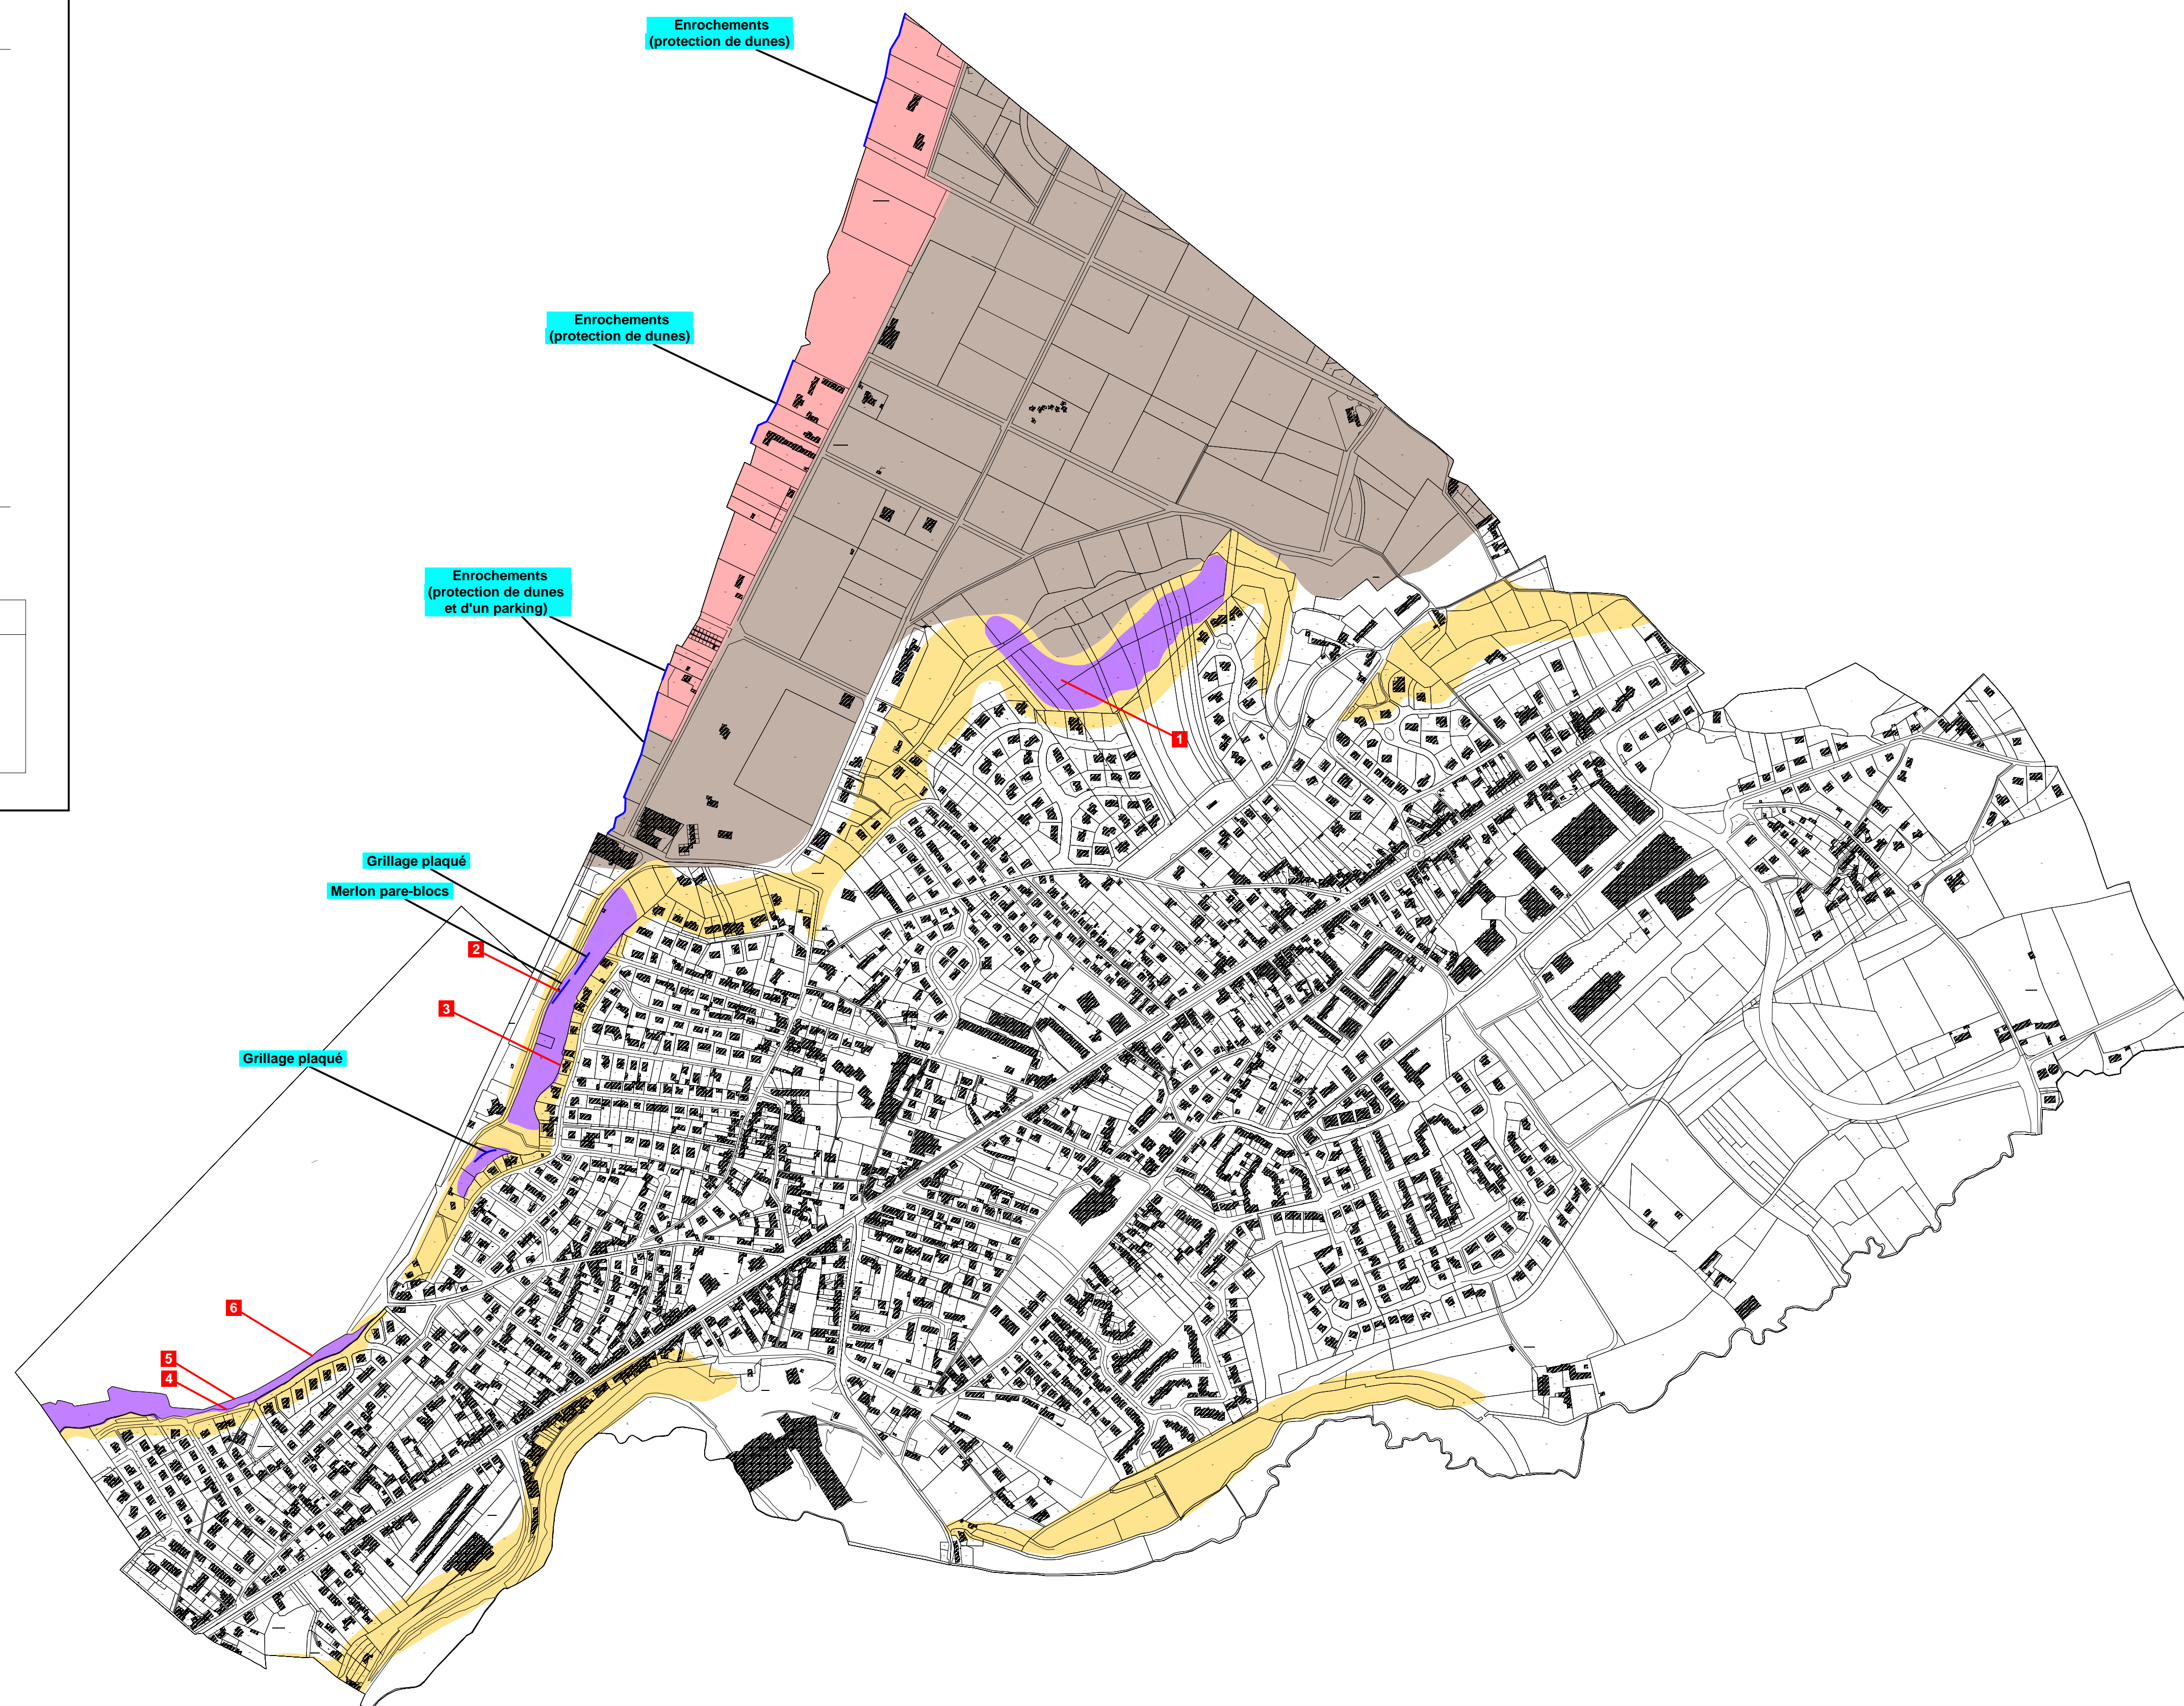 Enrochements
(protection de dunes)
Enrochements
(protection de dunes)
Enrochements
(protection de dunes
et d'un parking)
1
Grillage plaqué
Merlon pare-blocs
2
3
Grillage plaqué
6
5
4